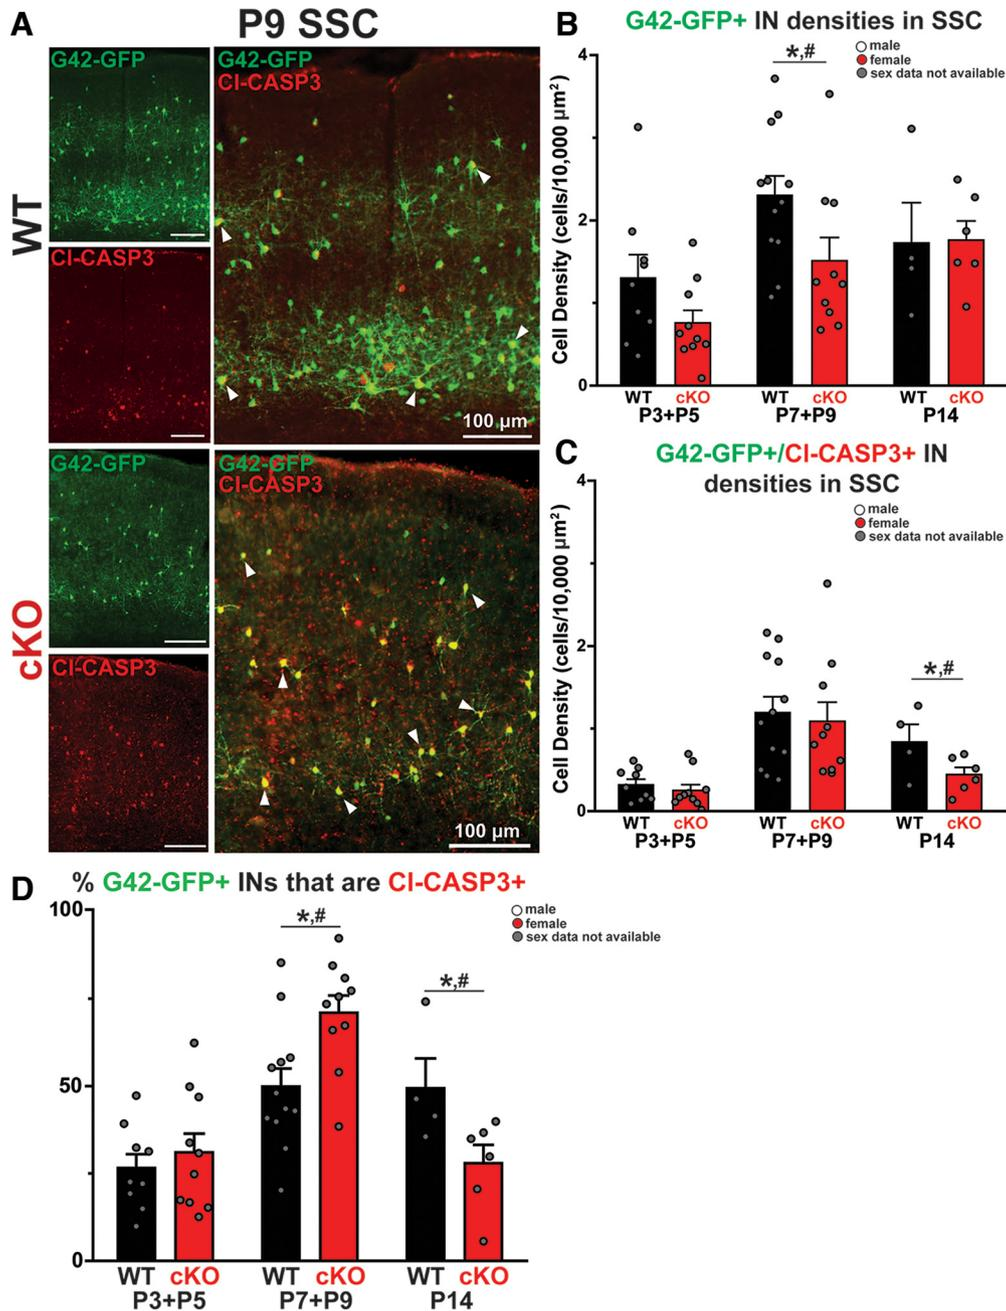 A
P9 SSC
WT
G42-GFP
Cl-CASP3
G42-GFP
Cl-CASP3
100 µm
cKO
G42-GFP
Cl-CASP3
G42-GFP
Cl-CASP3
100 µm
B
G42-GFP+ IN densities in SSC
male
female
sex data not available
Cell Density (cells/10,000 µm²)
4
2
0
*,#
WT cKO WT cKO WT cKO
P3+P5 P7+P9 P14
C
G42-GFP+/Cl-CASP3+ IN
densities in SSC
male
female
sex data not available
Cell Density (cells/10,000 µm²)
4
2
0
*,#
WT cKO WT cKO WT cKO
P3+P5 P7+P9 P14
D
% G42-GFP+ INs that are Cl-CASP3+
male
female
sex data not available
100
50
0
*,#
*,#
WT cKO WT cKO WT cKO
P3+P5 P7+P9 P14